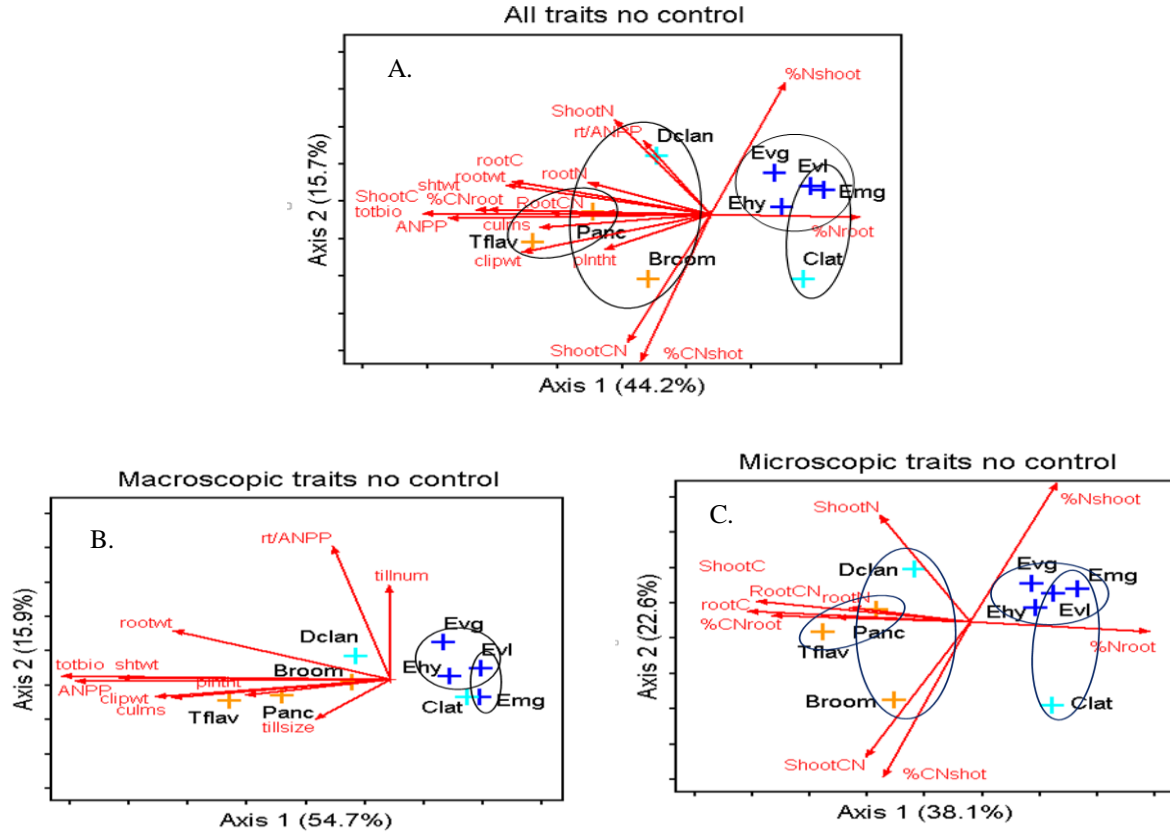 All traits no control
A.
%Nshoot
ShootN
rt/ANPP
Dclan
rootC
Evg
Evl
rootwt
rootN
Emg
shtwt
ShootC
%CNroot
RootCN
Ehy
totbio
ANPP
culms
%Nroot
Tflav
Panc
clipwt
plntht
Broom
Clat
ShootCN
%CNshot
Axis 2 (15.7%)
Axis 1 (44.2%)
Macroscopic traits no control
B.
rt/ANPP
tillnum
rootwt
Dclan
Evg
Evl
totbio
shtwt
Broom
Ehy
ANPP
clipwt
plntht
culms
Tflav
Panc
Clat
Emg
tillsize
Axis 2 (15.9%)
Axis 1 (54.7%)
Microscopic traits no control
C.
%Nshoot
ShootN
ShootC
Dclan
Evg
Emg
RootCN
rootN
rootC
Ehy
Evl
%CNroot
Panc
Tflav
%Nroot
Broom
Clat
ShootCN
%CNshot
Axis 2 (22.6%)
Axis 1 (38.1%)